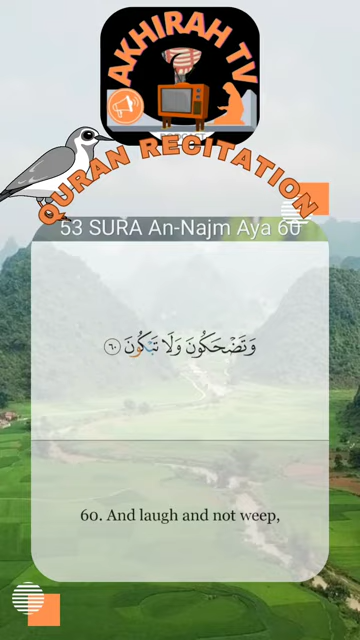 AKHIRAH TV
QURAN RECITATION
53 SURA An-Najm Aya 60
وَتَضْحَكُونَ وَلَا تَبْكُونَ ٦٠
60. And laugh and not weep,